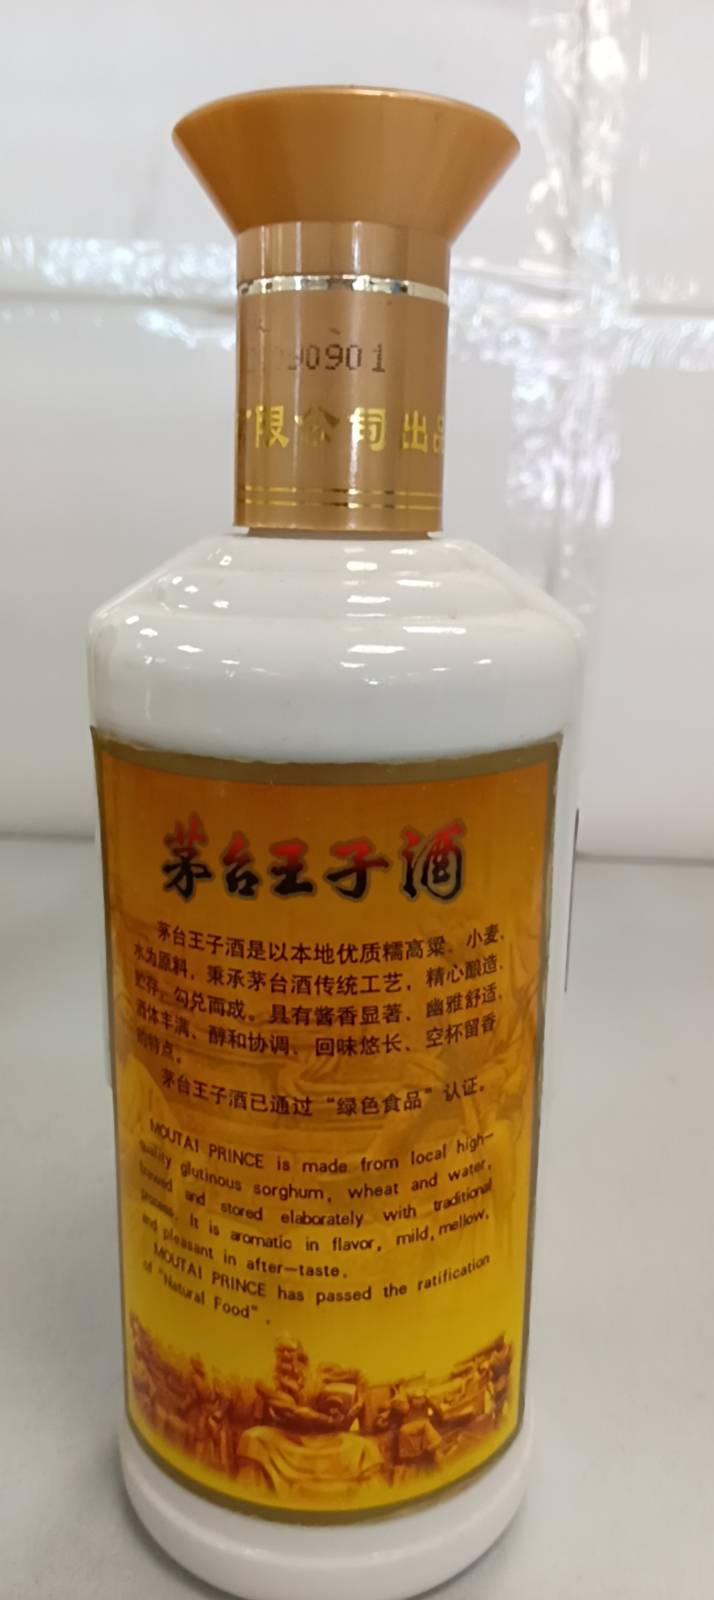 90901
有限公司出品
茅台王子酒
茅台王子酒是以本地优质糯高粱、小麦、
水为原料，秉承茅台酒传统工艺，精心酿造、
贮存，勾兑而成。具有酱香显著、幽雅舒适、
酒体丰满、醇和协调、回味悠长、空杯留香
的特点。
茅台王子酒已通过“绿色食品”认证。
MOUTAI PRINCE is made from local high-
quality glutinous sorghum, wheat and water,
brewed and stored elaborately with traditional
process. It is aromatic in flavor, mild, mellow,
and pleasant in after-taste.
MOUTAI PRINCE has passed the ratification
of "Natural Food".